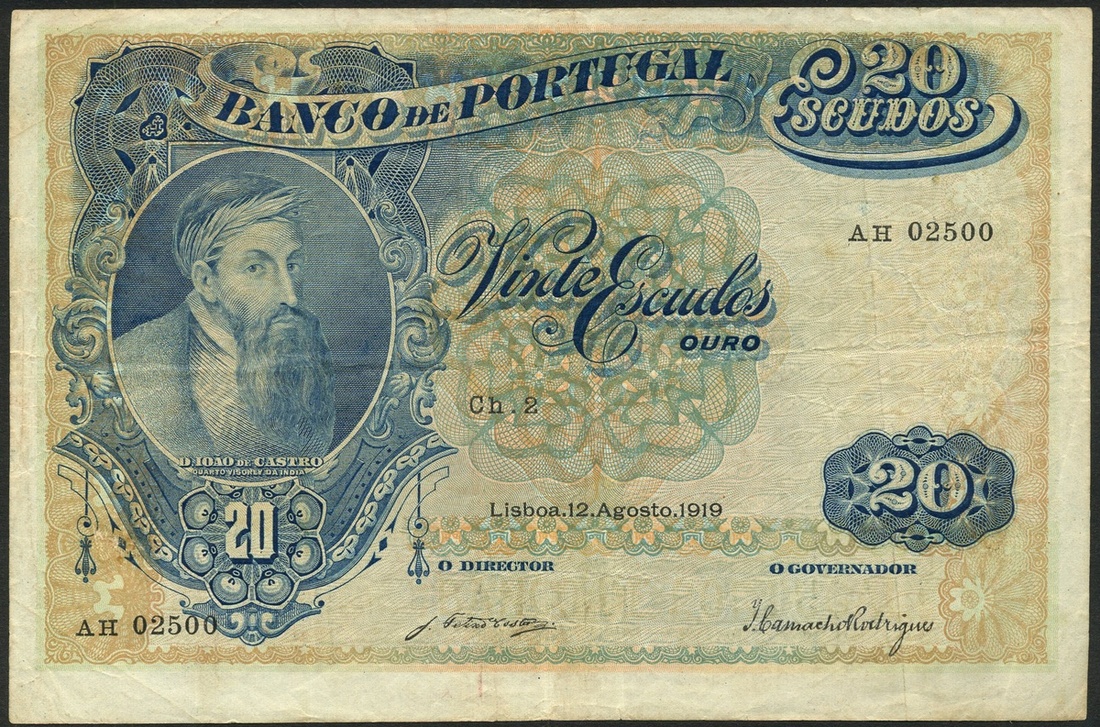 BANCO DE PORTUGAL
20
ESCUDOS
AH 02500
Vinte Escudos
OURO
Ch. 2
D. IOAO DE CASTRO
QUARTO VISOREY DA INDIA
20
20
Lisboa.12.Agosto.1919
O DIRECTOR
O GOVERNADOR
AH 02500
J. Camacho Rodrigues